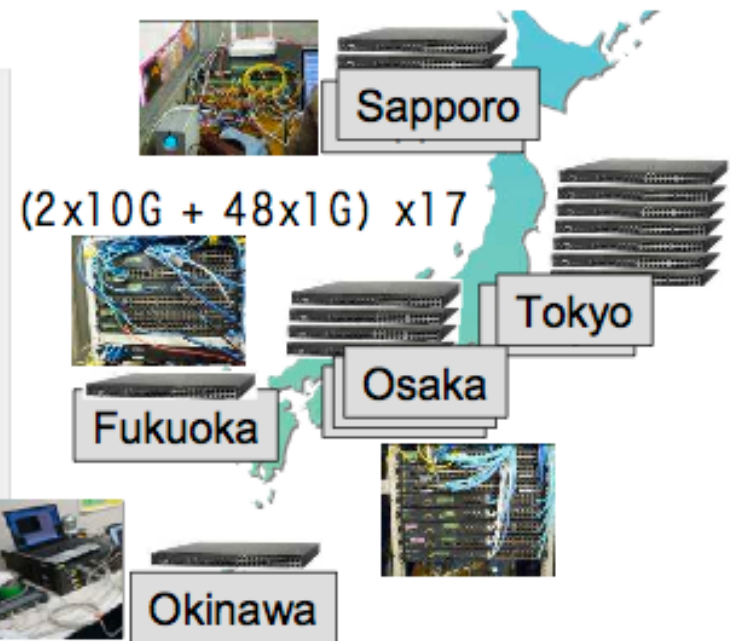 Sapporo
(2x10G + 48x1G) x17
Tokyo
Osaka
Fukuoka
Okinawa